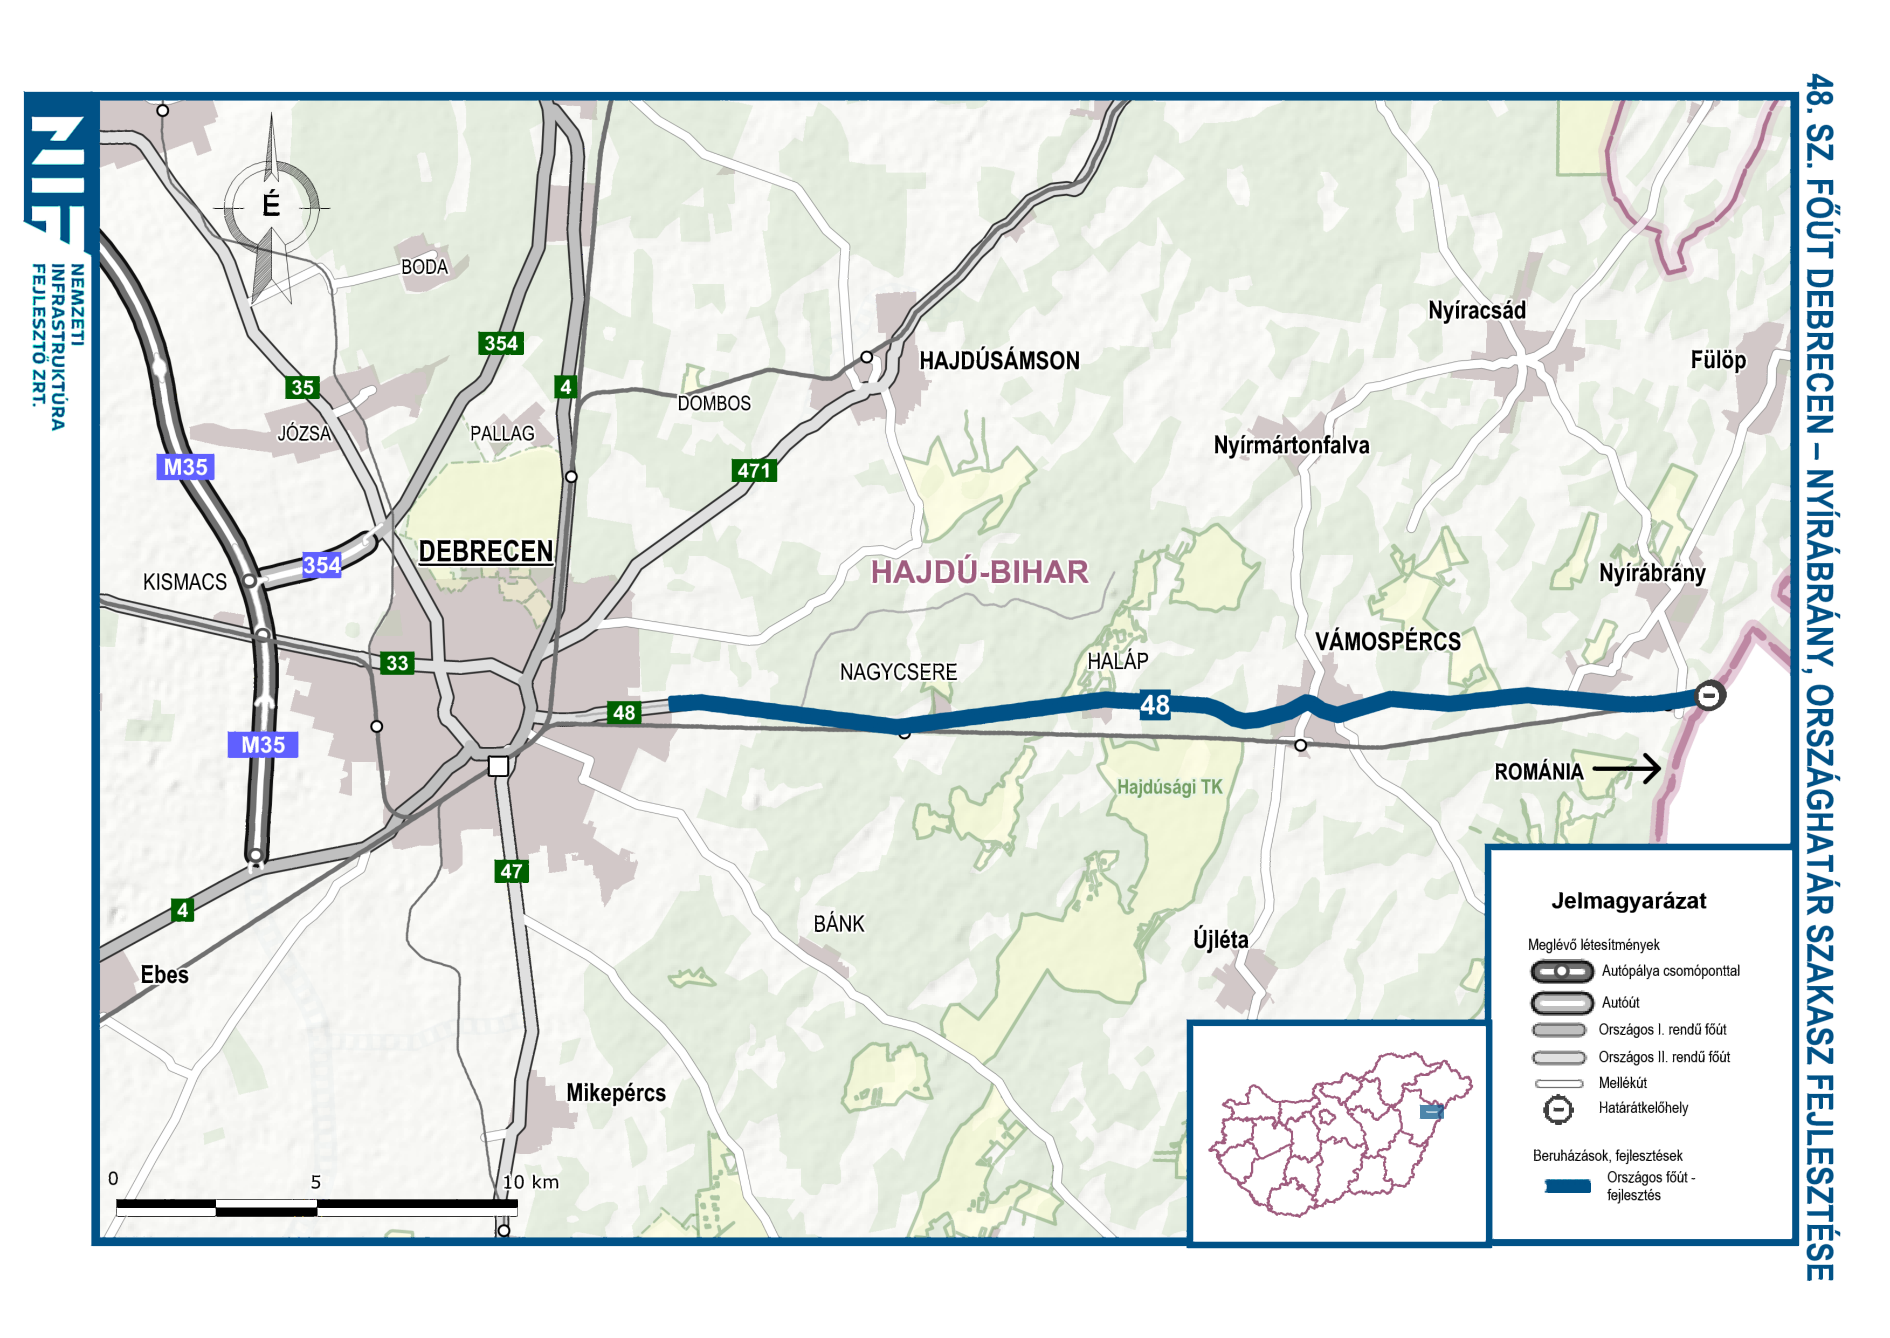 48. SZ. FŐÚT DEBRECEN – NYÍRÁBRÁNY, ORSZÁGHATÁR SZAKASZ FEJLESZTÉSE
NIF
NEMZETI
INFRASTRUKTÚRA
FEJLESZTŐ ZRT.
É
BODA
354
35
4
JÓZSA
PALLAG
DOMBOS
HAJDÚSÁMSON
Nyíracsád
Fülöp
M35
471
Nyírmártonfalva
DEBRECEN
354
KISMACS
HAJDÚ-BIHAR
Nyírábrány
VÁMOSPÉRCS
33
NAGYCSERE
HALÁP
48
48
M35
ROMÁNIA
Hajdúsági TK
47
4
BÁNK
Újléta
Ebes
Mikepércs
0 5 10 km
Jelmagyarázat
Meglévő létesítmények
Autópálya csomóponttal
Autóút
Országos I. rendű főút
Országos II. rendű főút
Mellékút
Határátkelőhely
Beruházások, fejlesztések
Országos főút -
fejlesztés